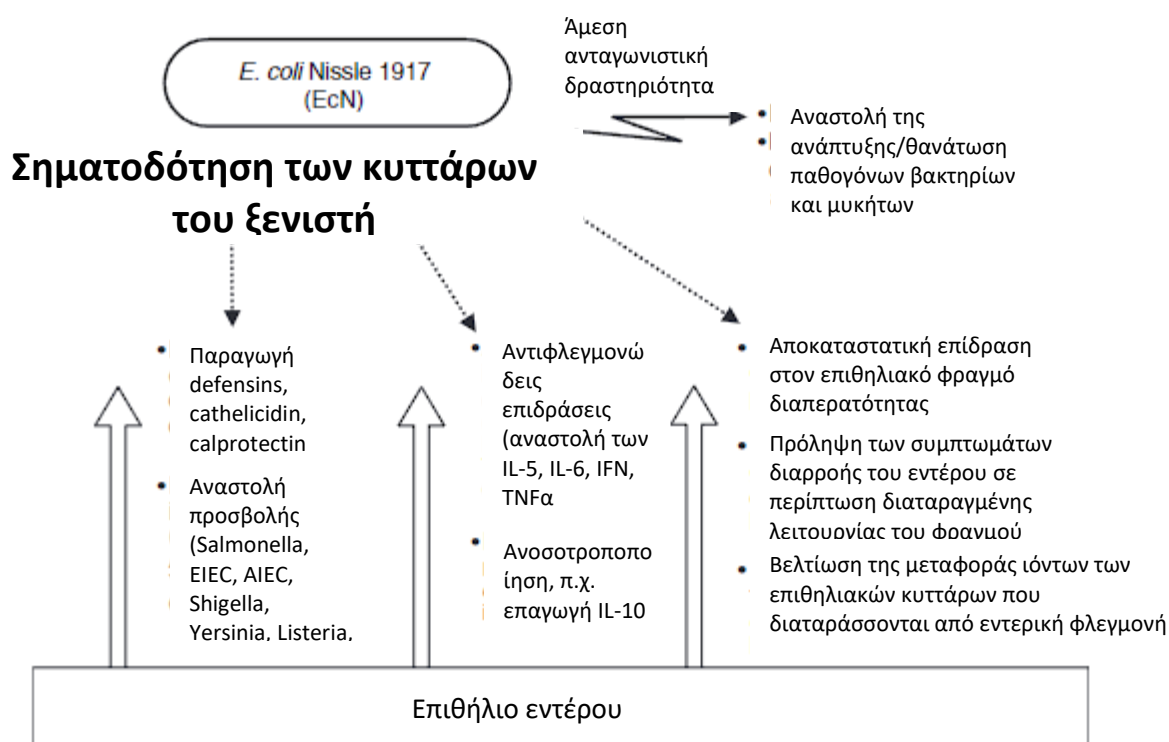 E. coli Nissle 1917
(EcN)
Άμεση
ανταγωνιστική
δραστηριότητα
• Αναστολή της
• ανάπτυξης/θανάτωση
παθογόνων βακτηρίων
και μυκήτων
Σηματοδότηση των κυττάρων
του ξενιστή
• Παραγωγή
defensins,
cathelicidin,
calprotectin
• Αναστολή
προσβολής
(Salmonella,
EIEC, AIEC,
Shigella,
Yersinia, Listeria,
• Αντιφλεγμονώ
δεις
επιδράσεις
(αναστολή των
IL-5, IL-6, IFN,
TNFα
• Ανοσοτροποπο
ίηση, π.χ.
επαγωγή IL-10
• Αποκαταστατική επίδραση
στον επιθηλιακό φραγμό
διαπερατότητας
• Πρόληψη των συμπτωμάτων
διαρροής του εντέρου σε
περίπτωση διαταραγμένης
λειτουργίας του φραγμού
• Βελτίωση της μεταφοράς ιόντων των
επιθηλιακών κυττάρων που
διαταράσσονται από εντερική φλεγμονή
Επιθήλιο εντέρου